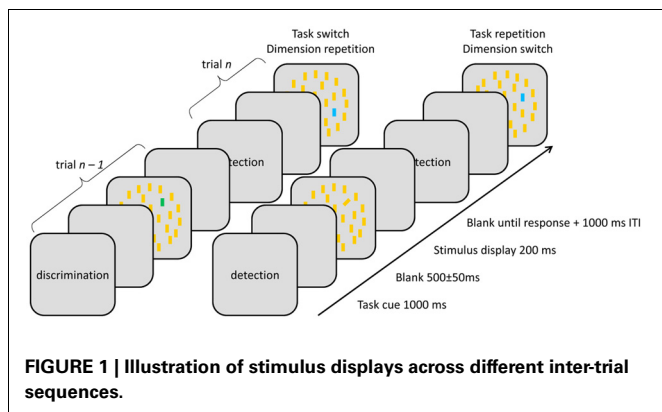 Task switch
Dimension repetition
Task repetition
Dimension switch
trial n
trial n – 1
tection
tection
discrimination
detection
Blank until response + 1000 ms ITI
Stimulus display 200 ms
Blank 500±50ms
Task cue 1000 ms
FIGURE 1 | Illustration of stimulus displays across different inter-trial
sequences.